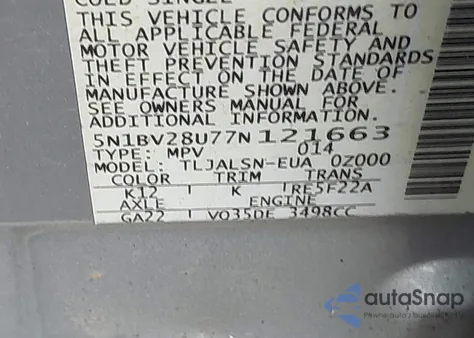 COLD SINGLE
THIS VEHICLE CONFORMS TO
ALL APPLICABLE FEDERAL
MOTOR VEHICLE SAFETY AND
THEFT PREVENTION STANDARDS
IN EFFECT ON THE DATE OF
MANUFACTURE SHOWN ABOVE.
SEE OWNERS MANUAL FOR
ADDITIONAL INFORMATION.
5N1BV28U77N121663
TYPE: MPV 014
MODEL: TLJALSN-EUA 0Z000
COLOR TRIM TRANS
K12 K RE5F22A
AXLE ENGINE
GA22 VQ35DE 3498CC
autoSnap